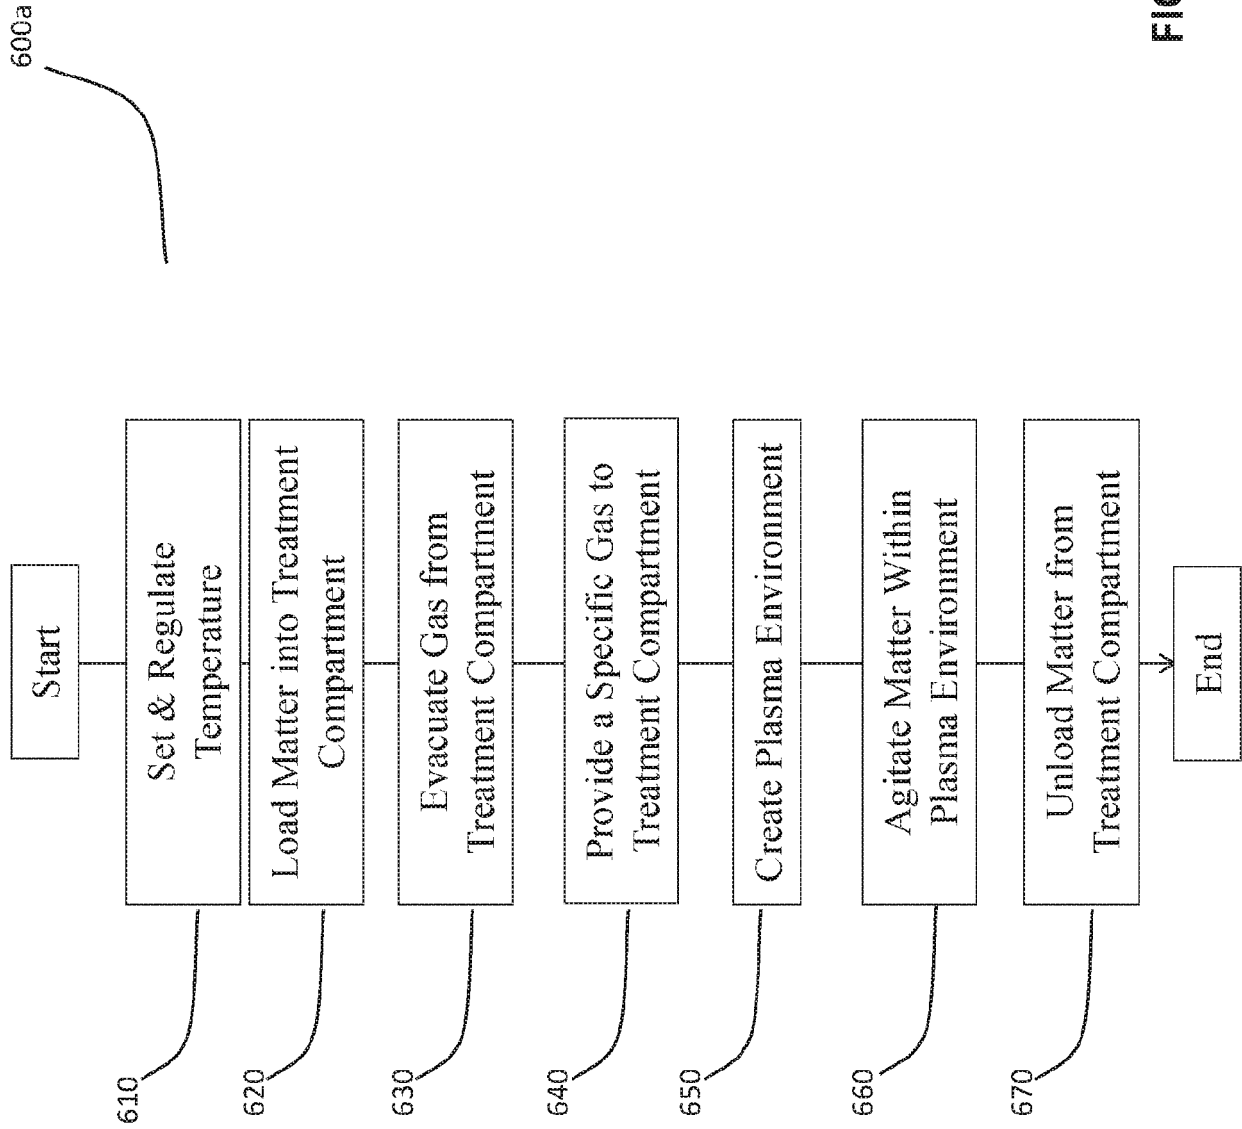 600a
Start
610
Set & Regulate
Temperature
620
Load Matter into Treatment
Compartment
630
Evacuate Gas from
Treatment Compartment
640
Provide a Specific Gas to
Treatment Compartment
650
Create Plasma Environment
660
Agitate Matter Within
Plasma Environment
670
Unload Matter from
Treatment Compartment
End